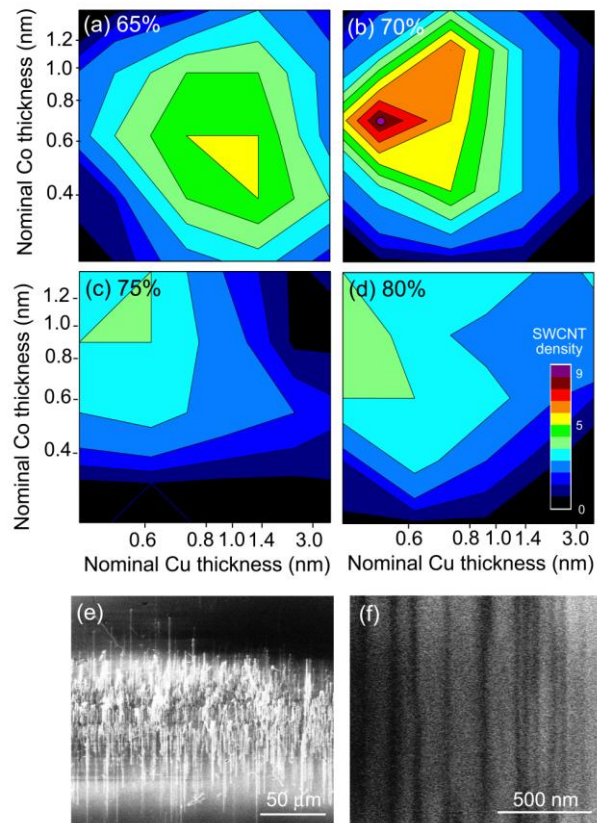 (a) 65%
(b) 70%
Nominal Co thickness (nm)
1.2
1.0
0.8
0.6
0.4
(c) 75%
(d) 80%
Nominal Co thickness (nm)
1.2
1.0
0.8
0.6
0.4
SWCNT
density
9
5
0
0.6 0.8 1.0 1.4 3.0
0.6 0.8 1.0 1.4 3.0
Nominal Cu thickness (nm)
Nominal Cu thickness (nm)
(e)
(f)
50 μm
500 nm